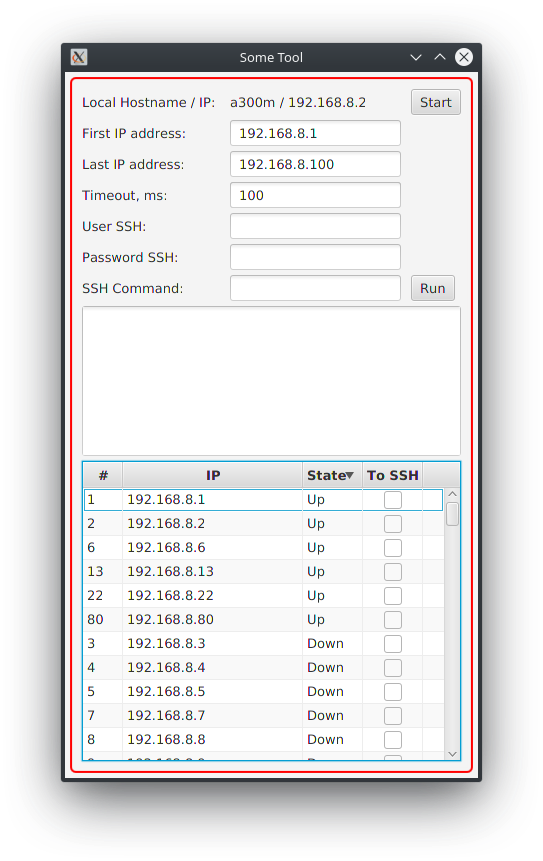 Some Tool
Local Hostname / IP: a300m / 192.168.8.2 Start
First IP address: 192.168.8.1
Last IP address: 192.168.8.100
Timeout, ms: 100
User SSH:
Password SSH:
SSH Command: Run
# IP State To SSH
1 192.168.8.1 Up
2 192.168.8.2 Up
6 192.168.8.6 Up
13 192.168.8.13 Up
22 192.168.8.22 Up
80 192.168.8.80 Up
3 192.168.8.3 Down
4 192.168.8.4 Down
5 192.168.8.5 Down
7 192.168.8.7 Down
8 192.168.8.8 Down